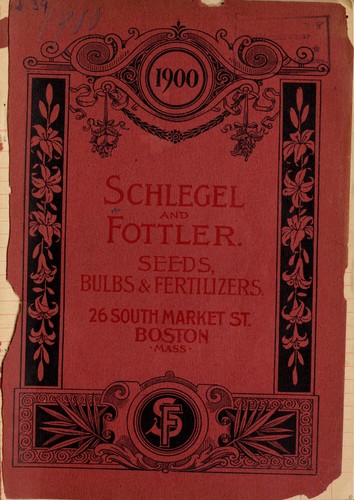 1900
SCHLEGEL
AND
FOTTLER.
SEEDS,
BULBS & FERTILIZERS.
26 SOUTH MARKET ST.
BOSTON
·MASS·
SF